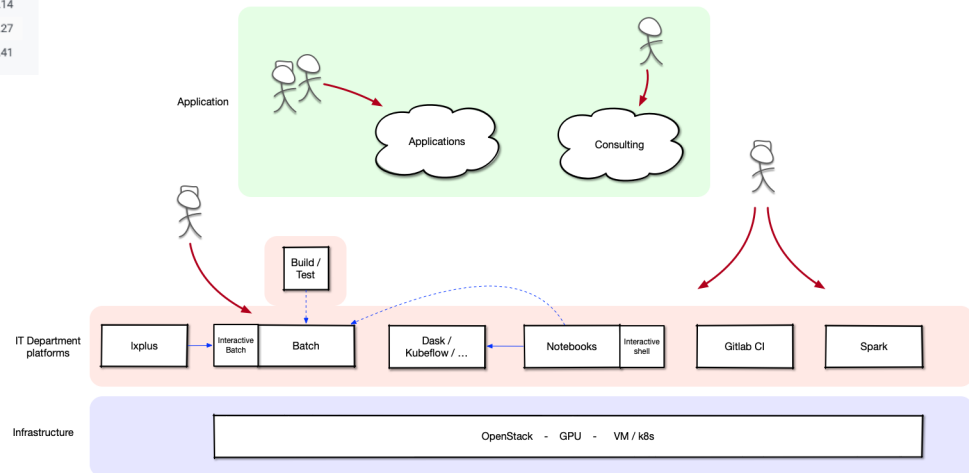 14
27
41
Application
Applications
Consulting
Build /
Test
IT Department
platforms
lxplus
Interactive
Batch
Batch
Dask /
Kubeflow / ...
Notebooks
Interactive
shell
Gitlab CI
Spark
Infrastructure
OpenStack - GPU - VM / k8s